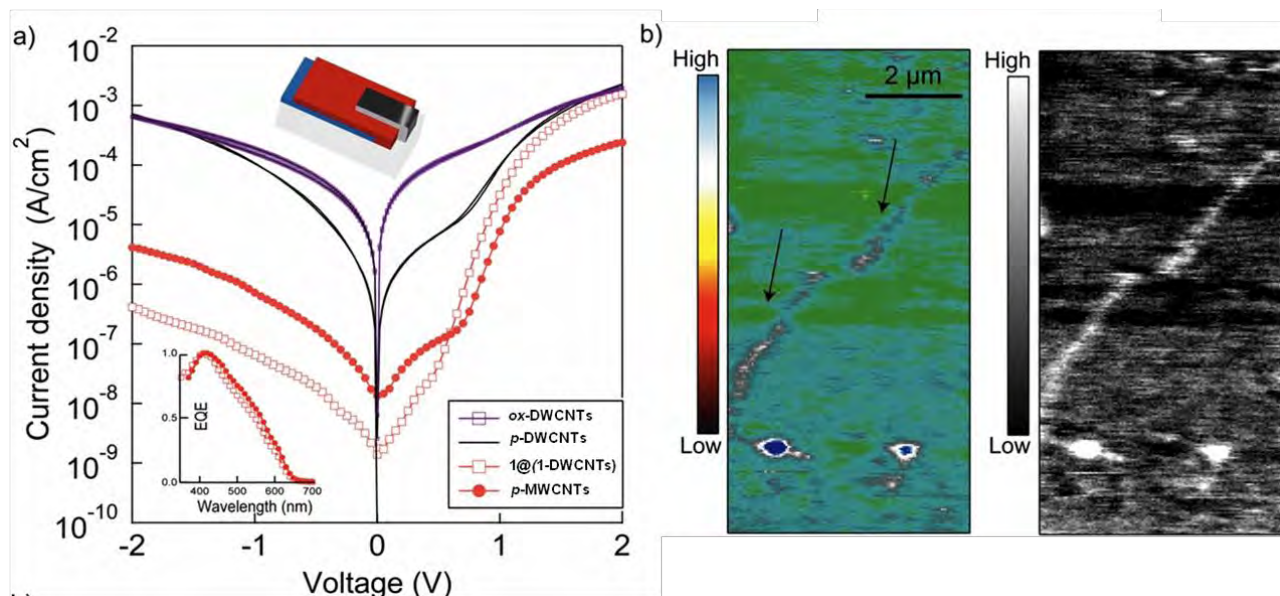 a)
Current density (A/cm²)
10⁻²
10⁻³
10⁻⁴
10⁻⁵
10⁻⁶
10⁻⁷
10⁻⁸
10⁻⁹
10⁻¹⁰
-2
-1
0
1
2
Voltage (V)
EQE
1.0
0.5
0.0
400 500 600 700
Wavelength (nm)
ox-DWCNTs
p-DWCNTs
1@(1-DWCNTs)
p-MWCNTs
b)
High
Low
2 µm
High
Low